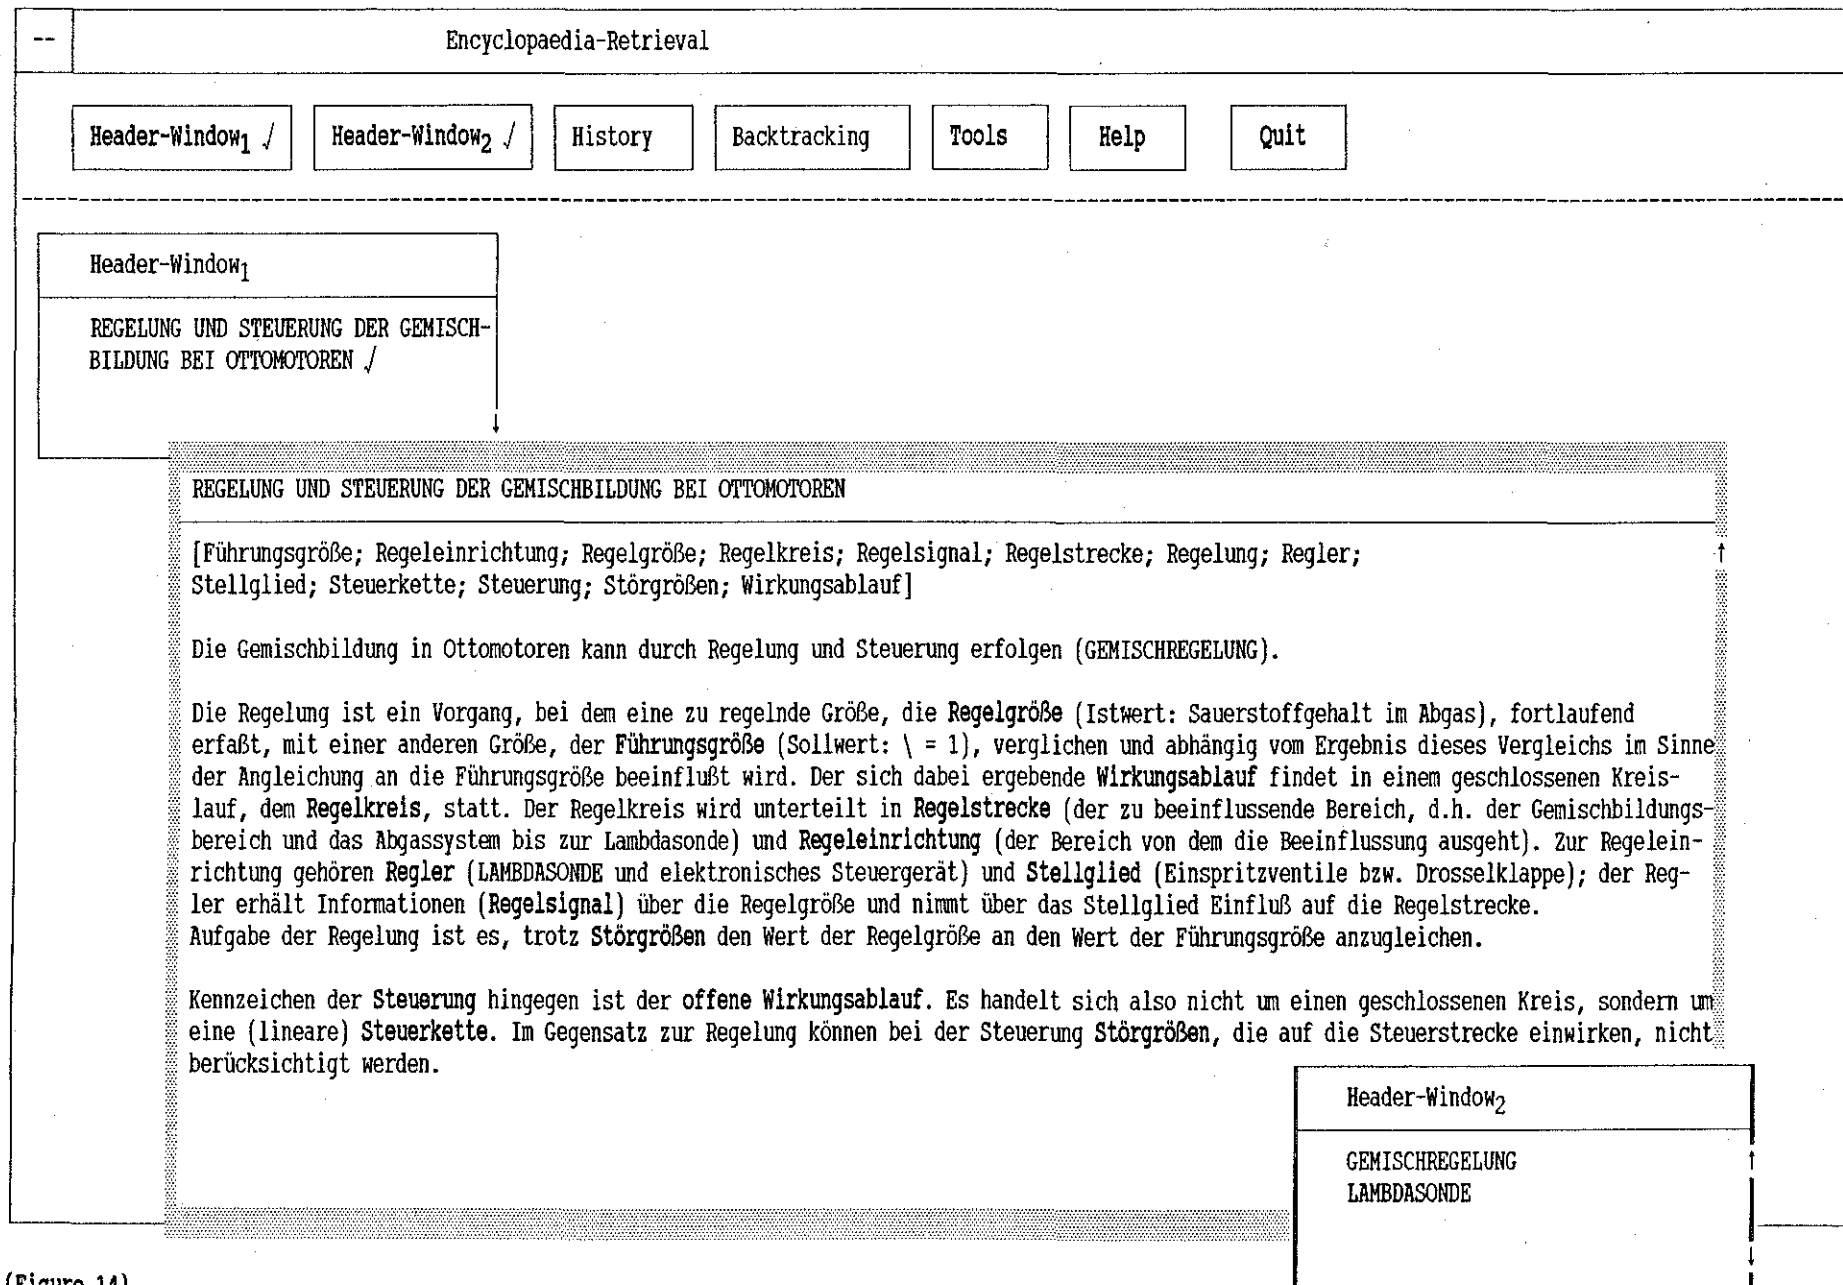 -- Encyclopaedia-Retrieval
Header-Window1 √ Header-Window2 √ History Backtracking Tools Help Quit
Header-Window1
REGELUNG UND STEUERUNG DER GEMISCH-
BILDUNG BEI OTTOMOTOREN √
REGELUNG UND STEUERUNG DER GEMISCHBILDUNG BEI OTTOMOTOREN
[Führungsgröße; Regeleinrichtung; Regelgröße; Regelkreis; Regelsignal; Regelstrecke; Regelung; Regler;
Stellglied; Steuerkette; Steuerung; Störgrößen; Wirkungsablauf]
Die Gemischbildung in Ottomotoren kann durch Regelung und Steuerung erfolgen (GEMISCHREGELUNG).
Die Regelung ist ein Vorgang, bei dem eine zu regelnde Größe, die Regelgröße (Istwert: Sauerstoffgehalt im Abgas), fortlaufend
erfaßt, mit einer anderen Größe, der Führungsgröße (Sollwert: \ = 1), verglichen und abhängig vom Ergebnis dieses Vergleichs im Sinne
der Angleichung an die Führungsgröße beeinflußt wird. Der sich dabei ergebende Wirkungsablauf findet in einem geschlossenen Kreis-
lauf, dem Regelkreis, statt. Der Regelkreis wird unterteilt in Regelstrecke (der zu beeinflussende Bereich, d.h. der Gemischbildungs-
bereich und das Abgassystem bis zur Lambdasonde) und Regeleinrichtung (der Bereich von dem die Beeinflussung ausgeht). Zur Regelein-
richtung gehören Regler (LAMBDASONDE und elektronisches Steuergerät) und Stellglied (Einspritzventile bzw. Drosselklappe); der Reg-
ler erhält Informationen (Regelsignal) über die Regelgröße und nimmt über das Stellglied Einfluß auf die Regelstrecke.
Aufgabe der Regelung ist es, trotz Störgrößen den Wert der Regelgröße an den Wert der Führungsgröße anzugleichen.
Kennzeichen der Steuerung hingegen ist der offene Wirkungsablauf. Es handelt sich also nicht um einen geschlossenen Kreis, sondern um
eine (lineare) Steuerkette. Im Gegensatz zur Regelung können bei der Steuerung Störgrößen, die auf die Steuerstrecke einwirken, nicht
berücksichtigt werden.
Header-Window2
GEMISCHREGELUNG
LAMBDASONDE
(Figure 14)